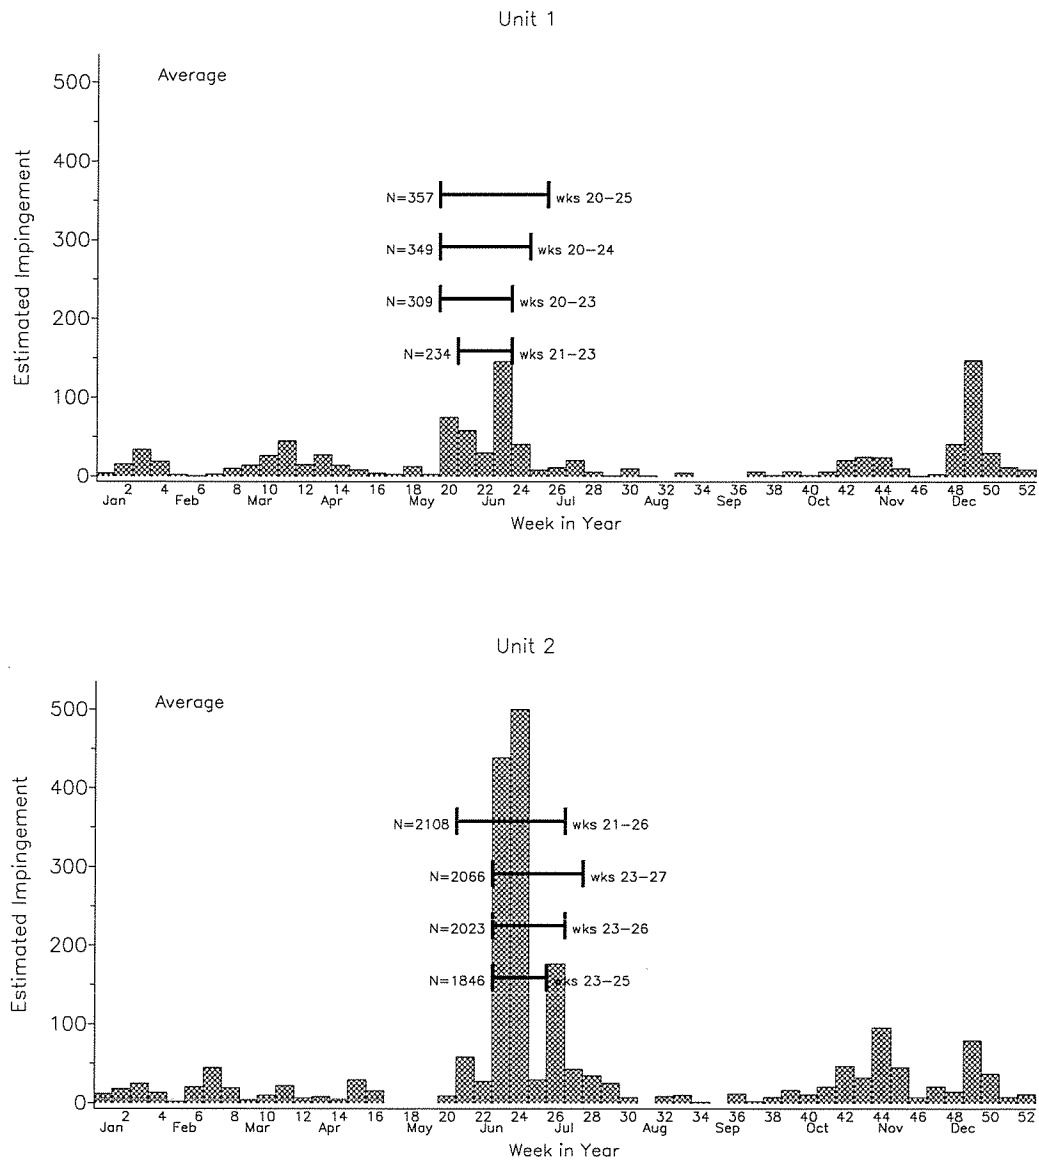 Unit 1
Average
500
400
300
200
100
0
Estimated Impingement
N=357 wks 20-25
N=349 wks 20-24
N=309 wks 20-23
N=234 wks 21-23
2 4 6 8 10 12 14 16 18 20 22 24 26 28 30 32 34 36 38 40 42 44 46 48 50 52
Jan Feb Mar Apr May Jun Jul Aug Sep Oct Nov Dec
Week in Year
Unit 2
Average
500
400
300
200
100
0
Estimated Impingement
N=2108 wks 21-26
N=2066 wks 23-27
N=2023 wks 23-26
N=1846 wks 23-25
2 4 6 8 10 12 14 16 18 20 22 24 26 28 30 32 34 36 38 40 42 44 46 48 50 52
Jan Feb Mar Apr May Jun Jul Aug Sep Oct Nov Dec
Week in Year